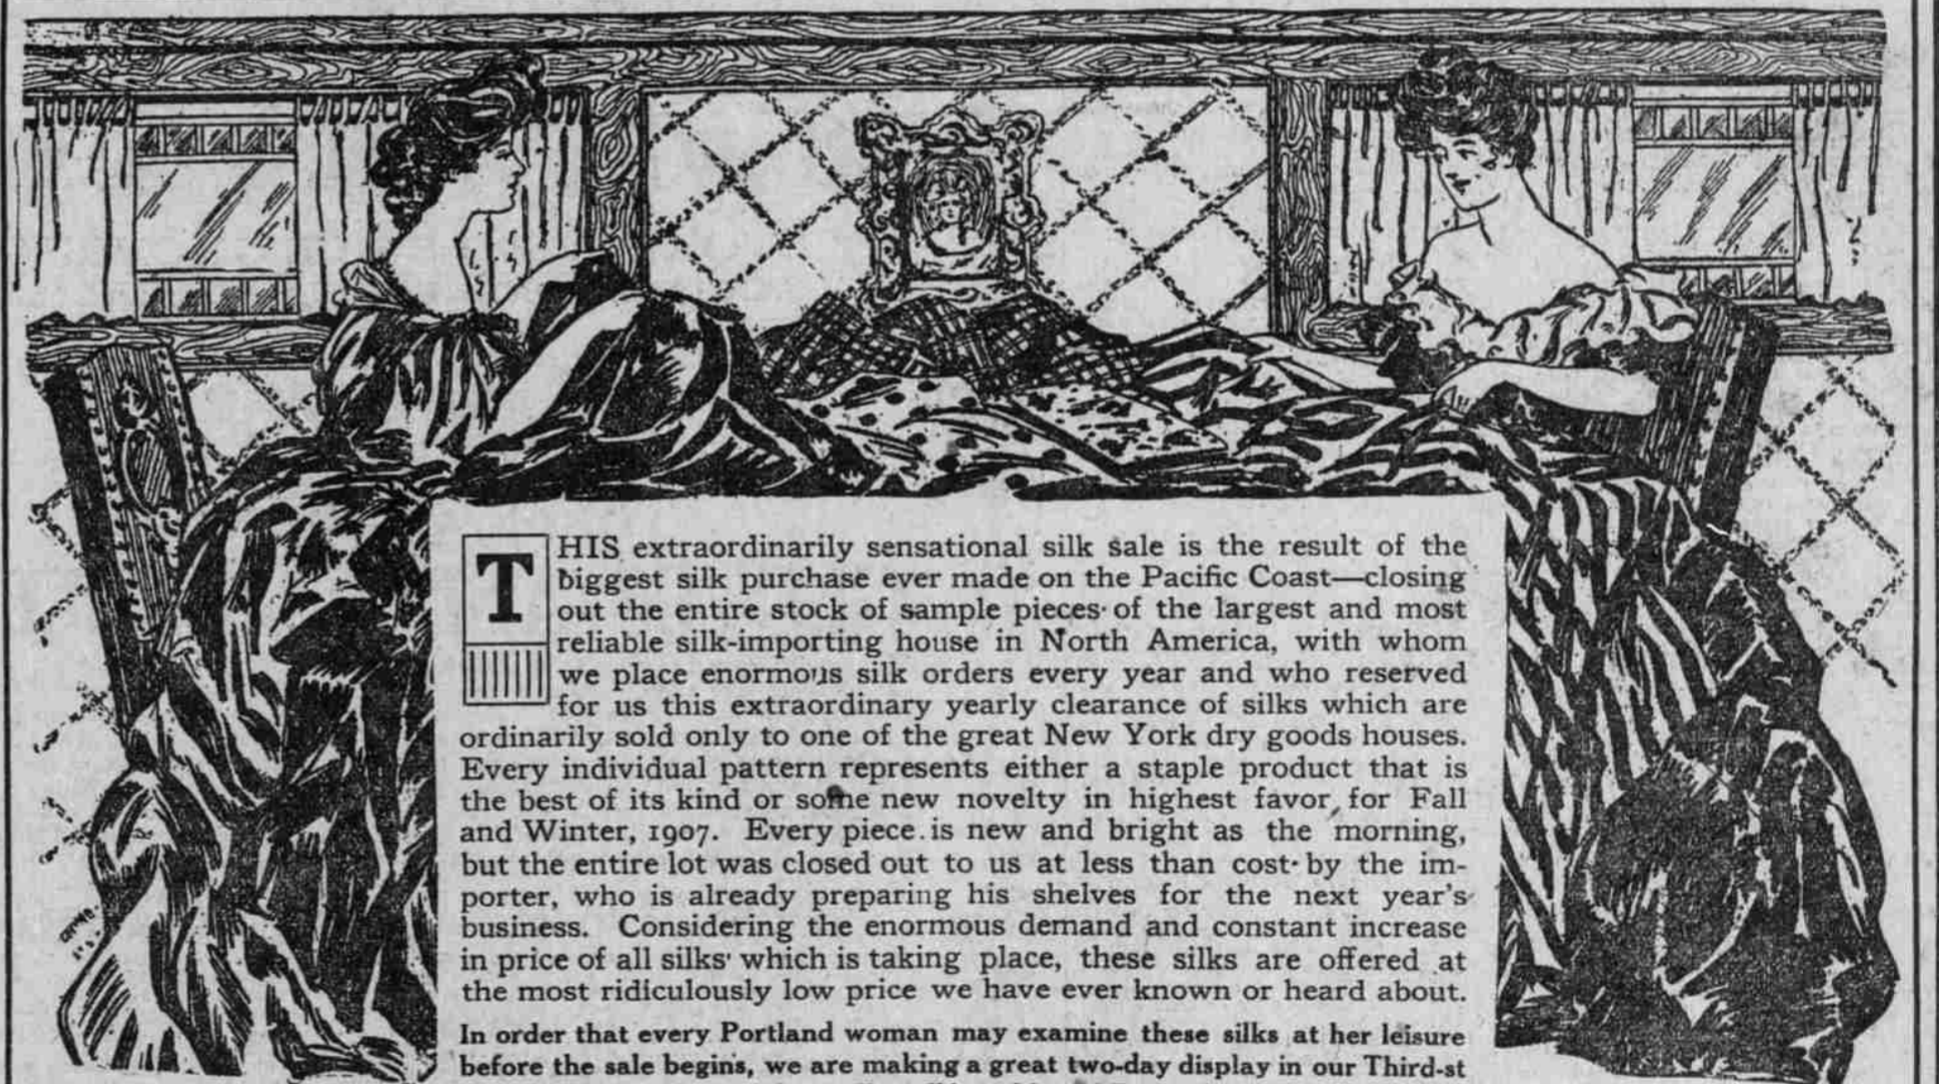 THIS extraordinarily sensational silk sale is the result of the
biggest silk purchase ever made on the Pacific Coast—closing
out the entire stock of sample pieces of the largest and most
reliable silk-importing house in North America, with whom
we place enormous silk orders every year and who reserved
for us this extraordinary yearly clearance of silks which are
ordinarily sold only to one of the great New York dry goods houses.
Every individual pattern represents either a staple product that is
the best of its kind or some new novelty in highest favor for Fall
and Winter, 1907. Every piece is new and bright as the morning,
but the entire lot was closed out to us at less than cost by the im-
porter, who is already preparing his shelves for the next year's
business. Considering the enormous demand and constant increase
in price of all silks which is taking place, these silks are offered at
the most ridiculously low price we have ever known or heard about.
In order that every Portland woman may examine these silks at her leisure
before the sale begins, we are making a great two-day display in our Third-st